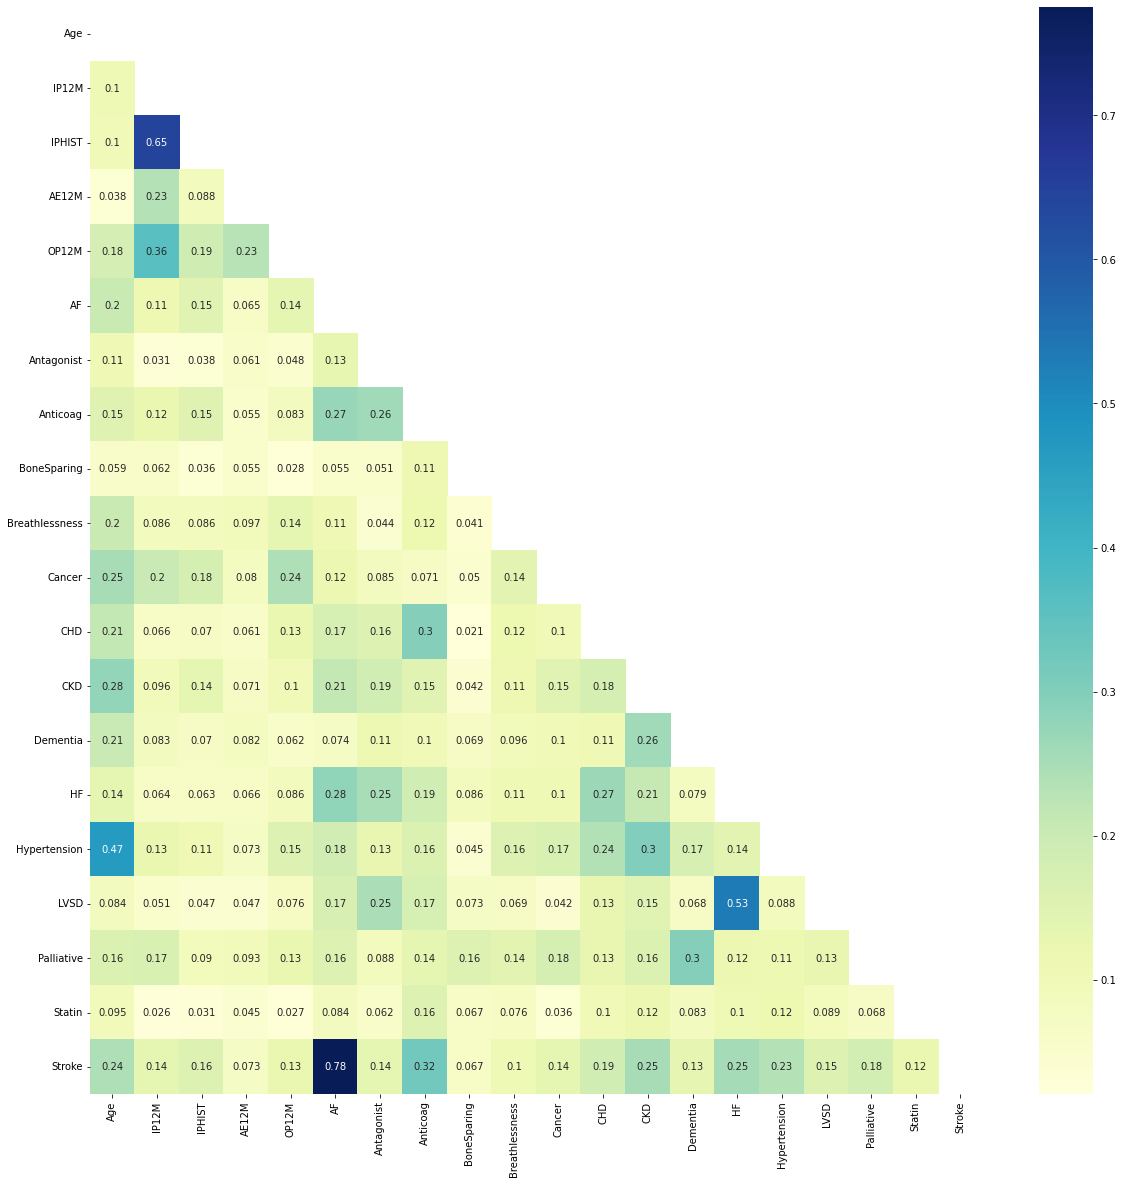 Age
IP12M 0.1
IPHIST 0.1 0.65 0.7
AE12M 0.038 0.23 0.088
OP12M 0.18 0.36 0.19 0.23 0.6
AF 0.2 0.11 0.15 0.065 0.14
Antagonist 0.11 0.031 0.038 0.061 0.048 0.13
Anticoag 0.15 0.12 0.15 0.055 0.083 0.27 0.26 0.5
BoneSparing 0.059 0.062 0.036 0.055 0.028 0.055 0.051 0.11
Breathlessness 0.2 0.086 0.086 0.097 0.14 0.11 0.044 0.12 0.041 0.4
Cancer 0.25 0.2 0.18 0.08 0.24 0.12 0.085 0.071 0.05 0.14
CHD 0.21 0.066 0.07 0.061 0.13 0.17 0.16 0.3 0.021 0.12 0.1
CKD 0.28 0.096 0.14 0.071 0.1 0.21 0.19 0.15 0.042 0.11 0.15 0.18 0.3
Dementia 0.21 0.083 0.07 0.082 0.062 0.074 0.11 0.1 0.069 0.096 0.1 0.11 0.26
HF 0.14 0.064 0.063 0.066 0.086 0.28 0.25 0.19 0.086 0.11 0.1 0.27 0.21 0.079
Hypertension 0.47 0.13 0.11 0.073 0.15 0.18 0.13 0.16 0.045 0.16 0.17 0.24 0.3 0.17 0.14 0.2
LVSD 0.084 0.051 0.047 0.047 0.076 0.17 0.25 0.17 0.073 0.069 0.042 0.13 0.15 0.068 0.53 0.088
Palliative 0.16 0.17 0.09 0.093 0.13 0.16 0.088 0.14 0.16 0.14 0.18 0.13 0.16 0.3 0.12 0.11 0.13 0.1
Statin 0.095 0.026 0.031 0.045 0.027 0.084 0.062 0.16 0.067 0.076 0.036 0.1 0.12 0.083 0.1 0.12 0.089 0.068
Stroke 0.24 0.14 0.16 0.073 0.13 0.78 0.14 0.32 0.067 0.1 0.14 0.19 0.25 0.13 0.25 0.23 0.15 0.18 0.12
Age IP12M IPHIST AE12M OP12M AF Antagonist Anticoag BoneSparing Breathlessness Cancer CHD CKD Dementia HF Hypertension LVSD Palliative Statin Stroke